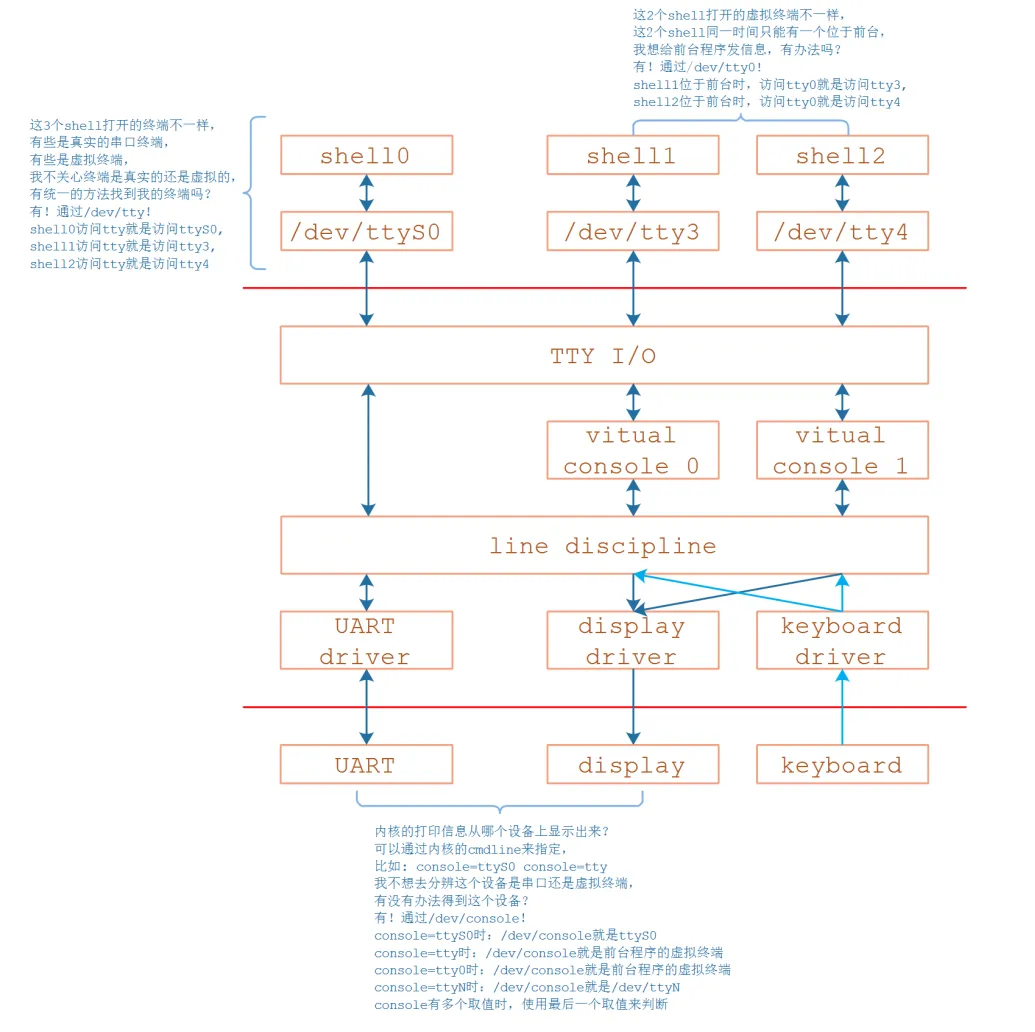 这2个shell打开的虚拟终端不一样，
这2个shell同一时间只能有一个位于前台，
我想给前台程序发信息，有办法吗？
有！通过/dev/tty0！
shell1位于前台时，访问tty0就是访问tty3,
shell2位于前台时，访问tty0就是访问tty4
这3个shell打开的终端不一样，
有些是真实的串口终端，
有些是虚拟终端，
我不关心终端是真实的还是虚拟的，
有统一的方法找到我的终端吗？
有！通过/dev/tty！
shell0访问tty就是访问ttyS0,
shell1访问tty就是访问tty3,
shell2访问tty就是访问tty4
shell0
shell1
shell2
/dev/ttyS0
/dev/tty3
/dev/tty4
TTY I/O
vitual
console 0
vitual
console 1
line discipline
UART
driver
display
driver
keyboard
driver
UART
display
keyboard
内核的打印信息从哪个设备上显示出来？
可以通过内核的cmdline来指定，
比如: console=ttyS0 console=tty
我不想去分辨这个设备是串口还是虚拟终端，
有没有办法得到这个设备？
有！通过/dev/console！
console=ttyS0时：/dev/console就是ttyS0
console=tty时：/dev/console就是前台程序的虚拟终端
console=tty0时：/dev/console就是前台程序的虚拟终端
console=ttyN时：/dev/console就是/dev/ttyN
console有多个取值时，使用最后一个取值来判断